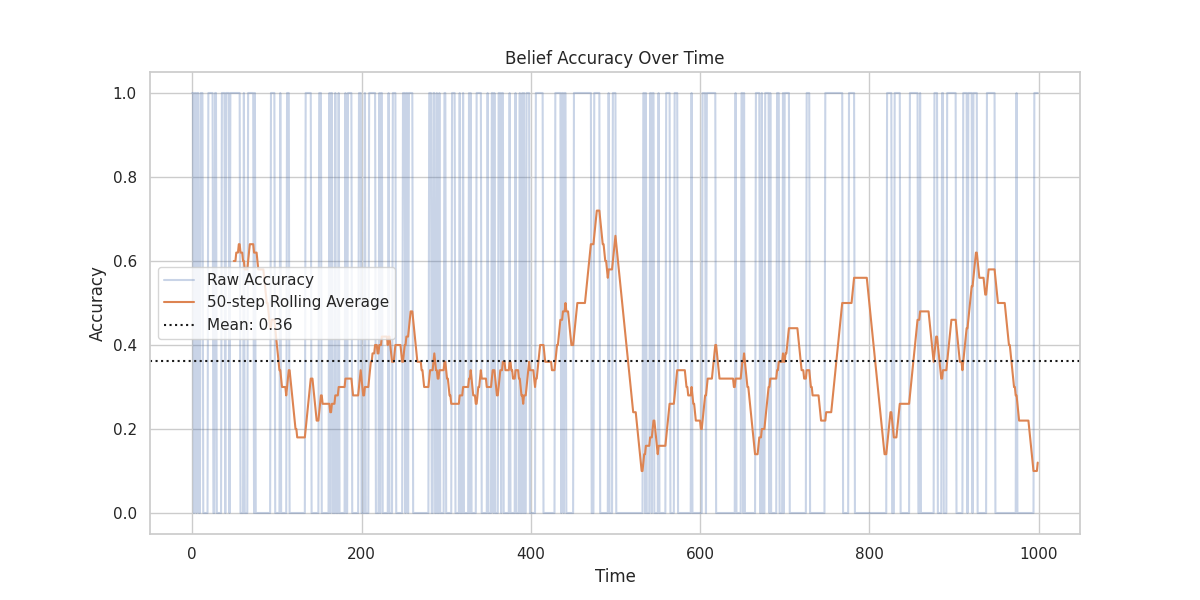 Belief Accuracy Over Time
1.0
0.8
0.6
0.4
0.2
0.0
Accuracy
Raw Accuracy
50-step Rolling Average
Mean: 0.36
0
200
400
600
800
1000
Time